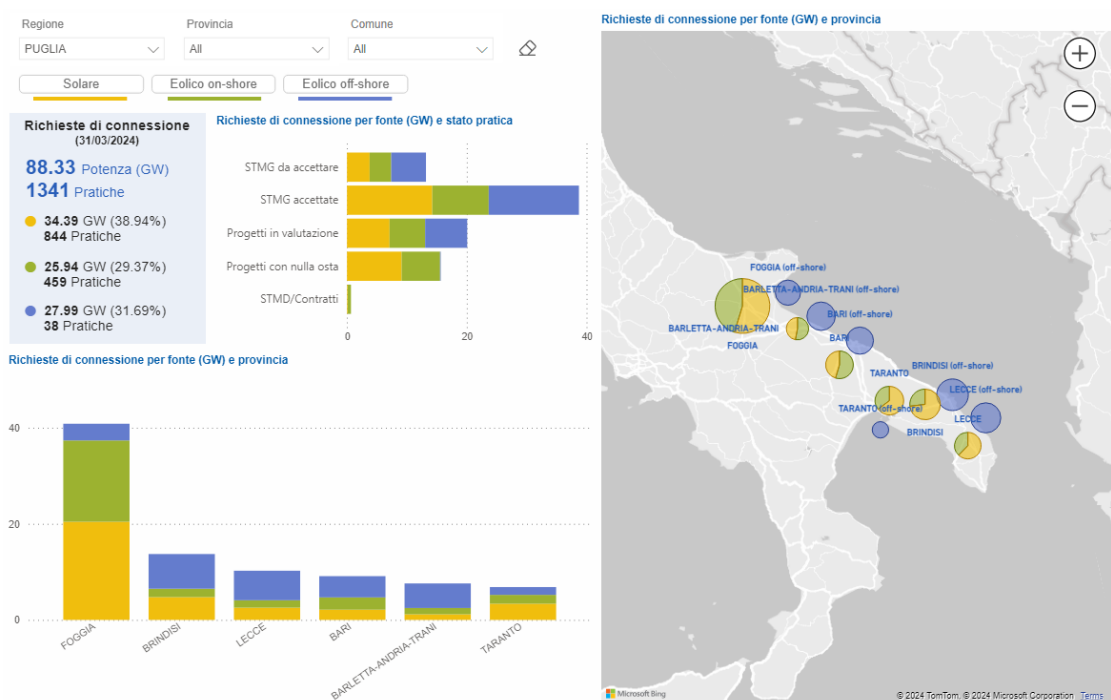 Regione
Provincia
Comune
PUGLIA
All
All
Solare
Eolico on-shore
Eolico off-shore
Richieste di connessione
(31/03/2024)
88.33 Potenza (GW)
1341 Pratiche
34.39 GW (38.94%)
844 Pratiche
25.94 GW (29.37%)
459 Pratiche
27.99 GW (31.69%)
38 Pratiche
Richieste di connessione per fonte (GW) e stato pratica
STMG da accettare
STMG accettate
Progetti in valutazione
Progetti con nulla osta
STMD/Contratti
0
20
40
Richieste di connessione per fonte (GW) e provincia
40
20
0
FOGGIA
BRINDISI
LECCE
BARI
BARLETTA-ANDRIA-TRANI
TARANTO
Richieste di connessione per fonte (GW) e provincia
FOGGIA (off-shore)
BARLETTA-ANDRIA-TRANI (off-shore)
BARI (off-shore)
BARLETTA-ANDRIA-TRANI
BARI
FOGGIA
BRINDISI (off-shore)
TARANTO
LECCE (off-shore)
TARANTO (off-shore)
LECCE
BRINDISI
Microsoft Bing
© 2024 TomTom, © 2024 Microsoft Corporation Terms